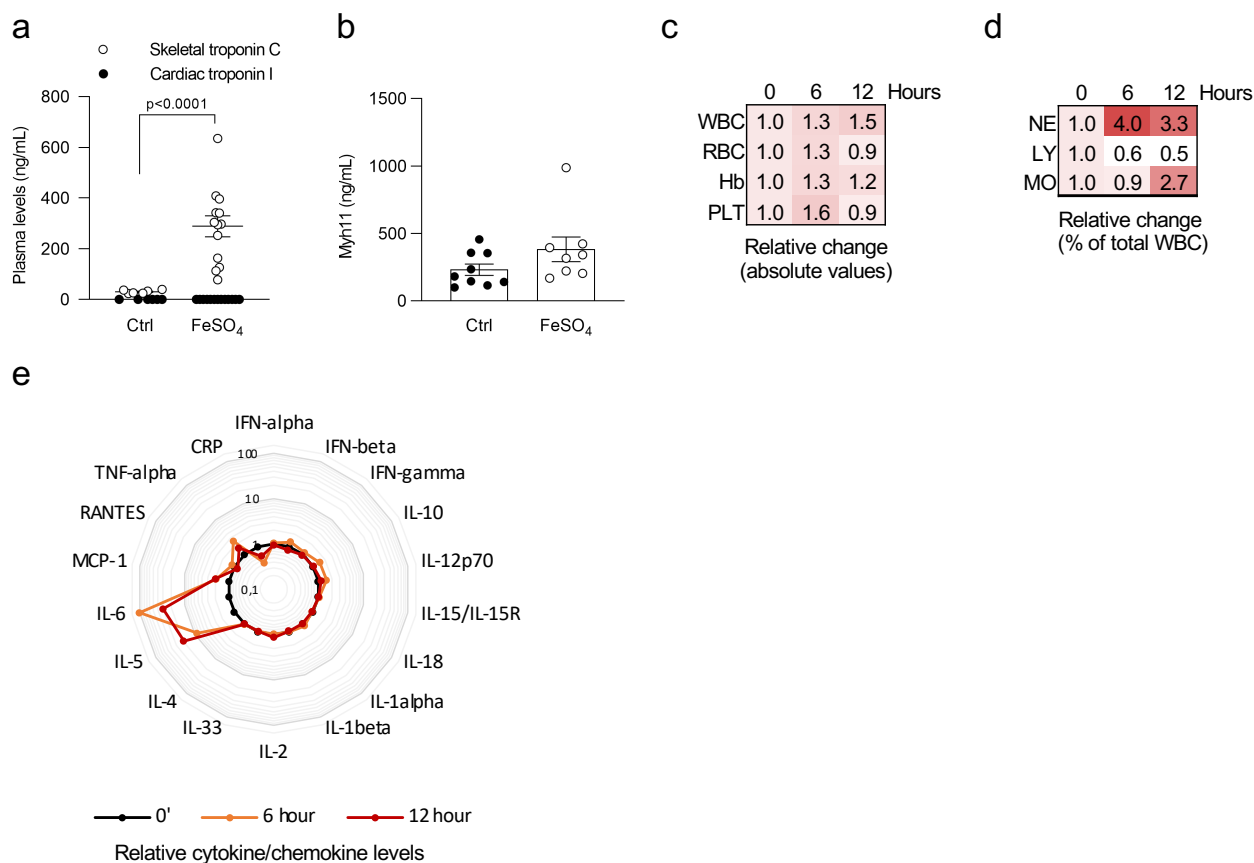 a
Skeletal troponin C
Cardiac troponin I
p<0.0001
800
600
400
200
0
Plasma levels (ng/mL)
Ctrl
FeSO4
b
1500
1000
500
0
Myh11 (ng/mL)
Ctrl
FeSO4
c
0 6 12 Hours
WBC 1.0 1.3 1.5
RBC 1.0 1.3 0.9
Hb 1.0 1.3 1.2
PLT 1.0 1.6 0.9
Relative change
(absolute values)
d
0 6 12 Hours
NE 1.0 4.0 3.3
LY 1.0 0.6 0.5
MO 1.0 0.9 2.7
Relative change
(% of total WBC)
e
IFN-alpha
IFN-beta
IFN-gamma
IL-10
IL-12p70
IL-15/IL-15R
IL-18
IL-1alpha
IL-1beta
IL-2
IL-33
IL-4
IL-5
IL-6
MCP-1
RANTES
TNF-alpha
CRP
100
10
1
0,1
0' 6 hour 12 hour
Relative cytokine/chemokine levels